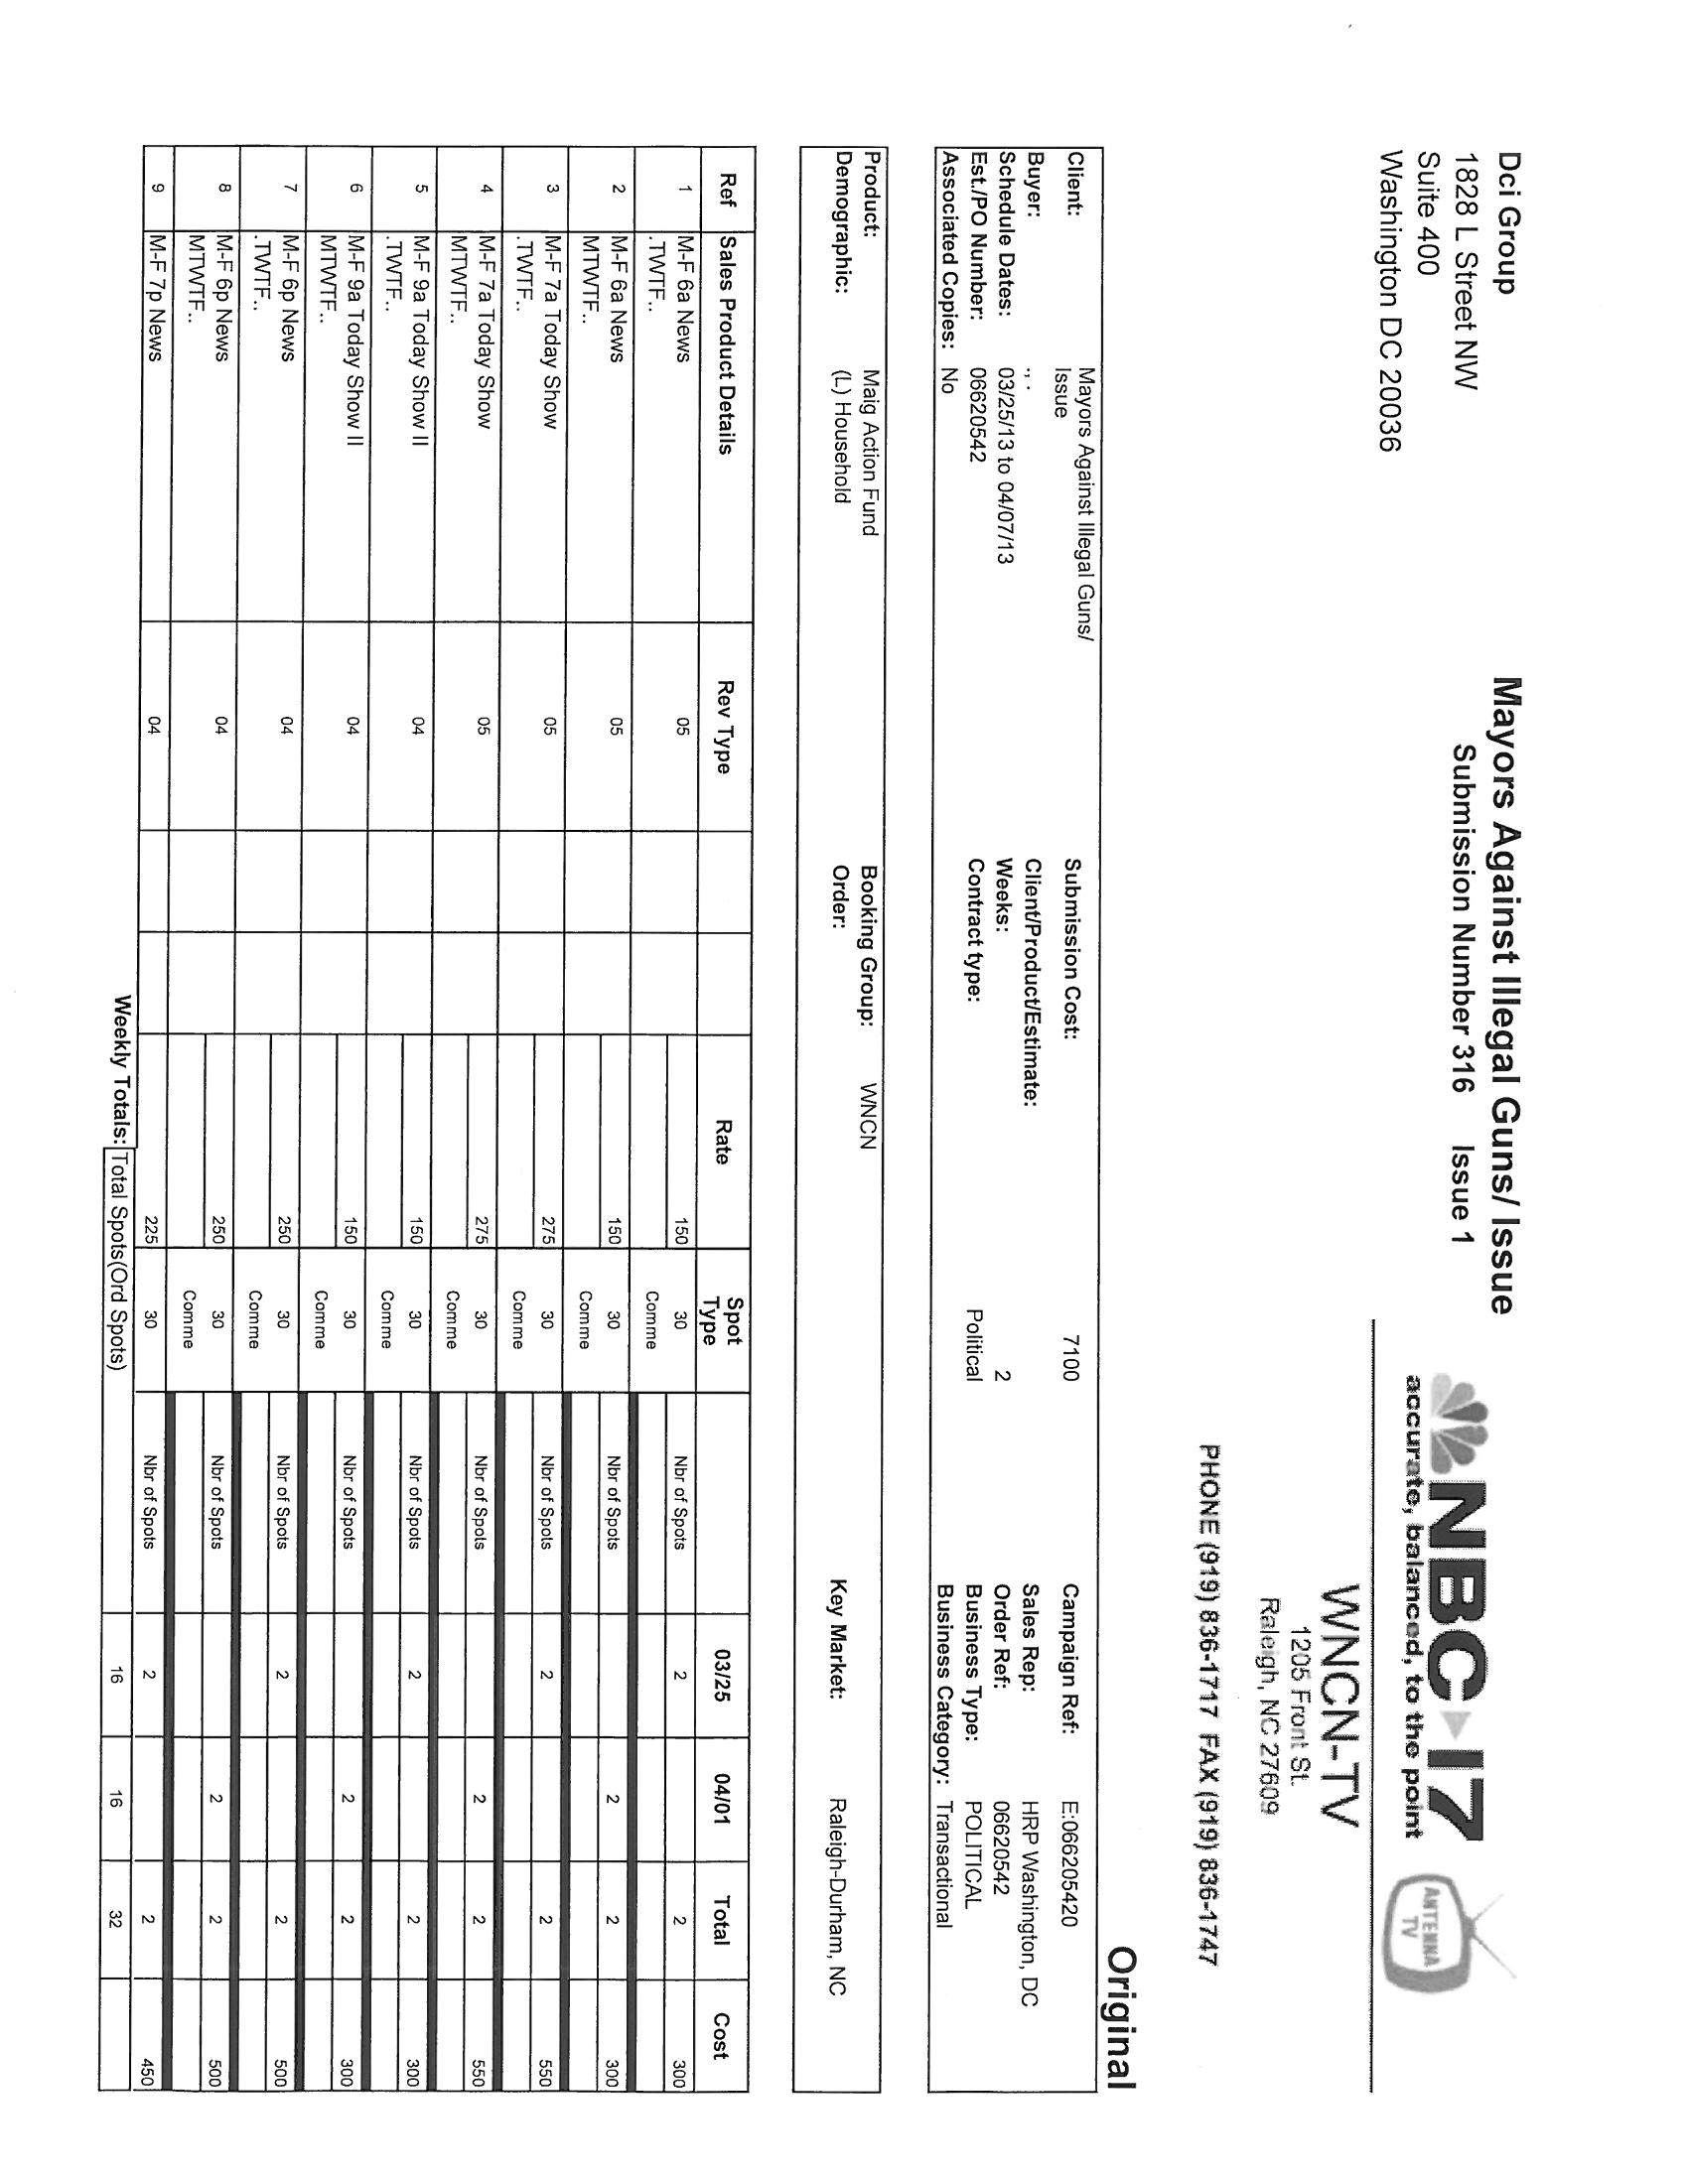 Dci Group
1828 L Street NW
Suite 400
Washington DC 20036
Mayors Against Illegal Guns/ Issue
Submission Number 316 Issue 1
NBC 17
accurate, balanced, to the point
ANTENNA
TV
WNCN-TV
1205 Front St.
Raleigh, NC 27609
PHONE (919) 836-1717 FAX (919) 836-1747
Original
Client: Mayors Against Illegal Guns/ Issue Submission Cost: 7100 Campaign Ref: E:066205420
Buyer: ., . Client/Product/Estimate: Sales Rep: HRP Washington, DC
Schedule Dates: 03/25/13 to 04/07/13 Weeks: 2 Order Ref: 06620542
Est./PO Number: 06620542 Contract type: Political Business Type: POLITICAL
Associated Copies: No Business Category: Transactional
Product: Maig Action Fund Booking Group: WNCN
Demographic: (L) Household Order: Key Market: Raleigh-Durham, NC
Ref Sales Product Details Rev Type Rate Spot Type 03/25 04/01 Total Cost
1 M-F 6a News 05 150 30 Nbr of Spots 2 2 300
.TWTF.. Comme
2 M-F 6a News 05 150 30 Nbr of Spots 2 2 300
MTWTF.. Comme
3 M-F 7a Today Show 05 275 30 Nbr of Spots 2 2 550
.TWTF.. Comme
4 M-F 7a Today Show 05 275 30 Nbr of Spots 2 2 550
MTWTF.. Comme
5 M-F 9a Today Show II 04 150 30 Nbr of Spots 2 2 300
.TWTF.. Comme
6 M-F 9a Today Show II 04 150 30 Nbr of Spots 2 2 300
MTWTF.. Comme
7 M-F 6p News 04 250 30 Nbr of Spots 2 2 500
.TWTF.. Comme
8 M-F 6p News 04 250 30 Nbr of Spots 2 2 500
MTWTF.. Comme
9 M-F 7p News 04 225 30 Nbr of Spots 2 2 450
Weekly Totals: Total Spots(Ord Spots) 16 16 32